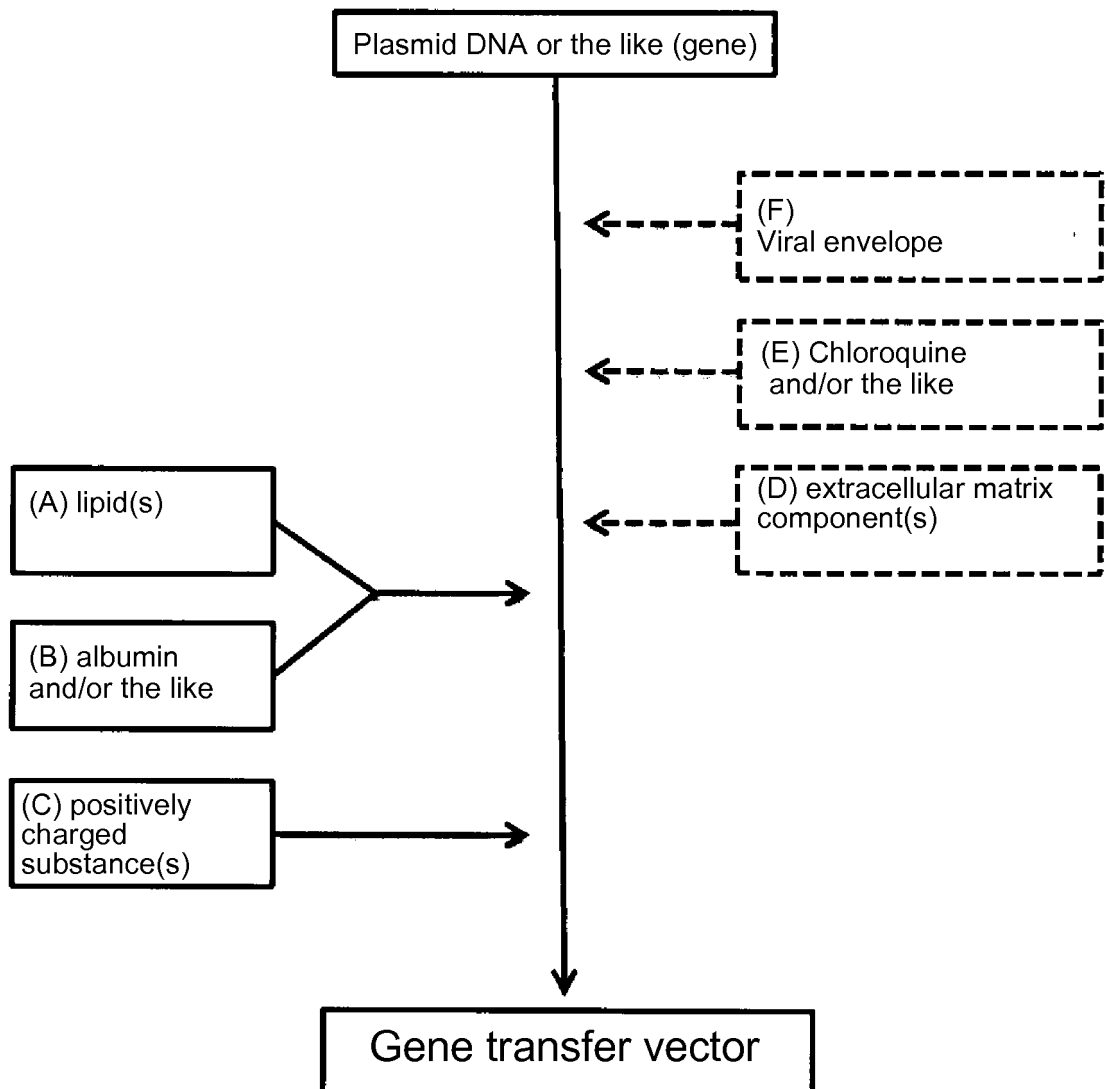 Plasmid DNA or the like (gene)
(F)
Viral envelope
(E) Chloroquine
and/or the like
(D) extracellular matrix
component(s)
(A) lipid(s)
(B) albumin
and/or the like
(C) positively
charged
substance(s)
Gene transfer vector